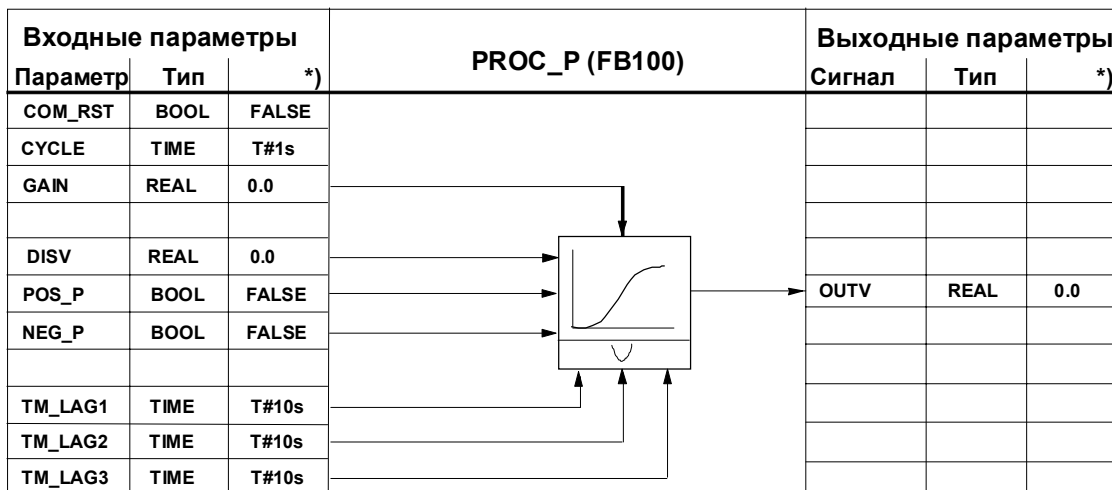 Входные параметры PROC_P (FB100) Выходные параметры
Параметр Тип *) Сигнал Тип *)
COM_RST BOOL FALSE
CYCLE TIME T#1s
GAIN REAL 0.0
DISV REAL 0.0
POS_P BOOL FALSE OUTV REAL 0.0
NEG_P BOOL FALSE
TM_LAG1 TIME T#10s
TM_LAG2 TIME T#10s
TM_LAG3 TIME T#10s